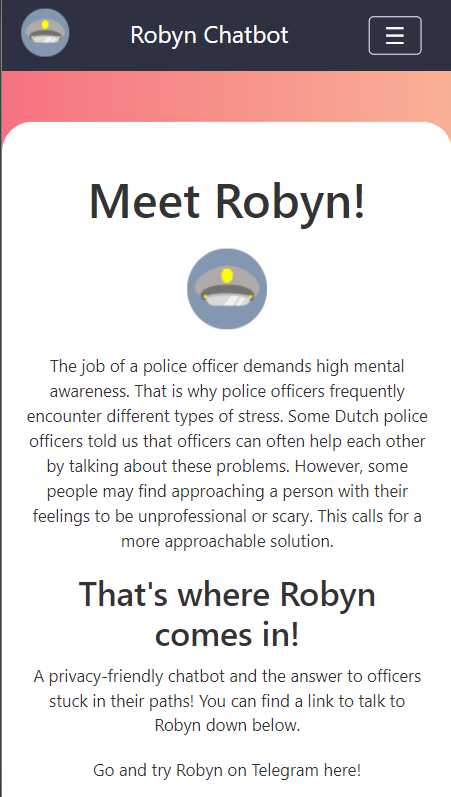 Robyn Chatbot
Meet Robyn!
The job of a police officer demands high mental
awareness. That is why police officers frequently
encounter different types of stress. Some Dutch police
officers told us that officers can often help each other
by talking about these problems. However, some
people may find approaching a person with their
feelings to be unprofessional or scary. This calls for a
more approachable solution.
That's where Robyn
comes in!
A privacy-friendly chatbot and the answer to officers
stuck in their paths! You can find a link to talk to
Robyn down below.
Go and try Robyn on Telegram here!